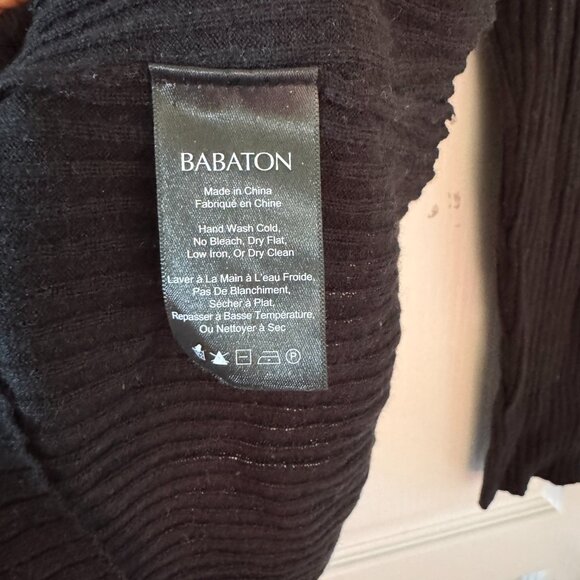 BABATON
Made in China
Fabriqué en Chine
Hand Wash Cold,
No Bleach, Dry Flat,
Low Iron, Or Dry Clean
Laver à La Main à L'eau Froide,
Pas De Blanchiment,
Sécher à Plat,
Repasser à Basse Température,
Ou Nettoyer à Sec
P